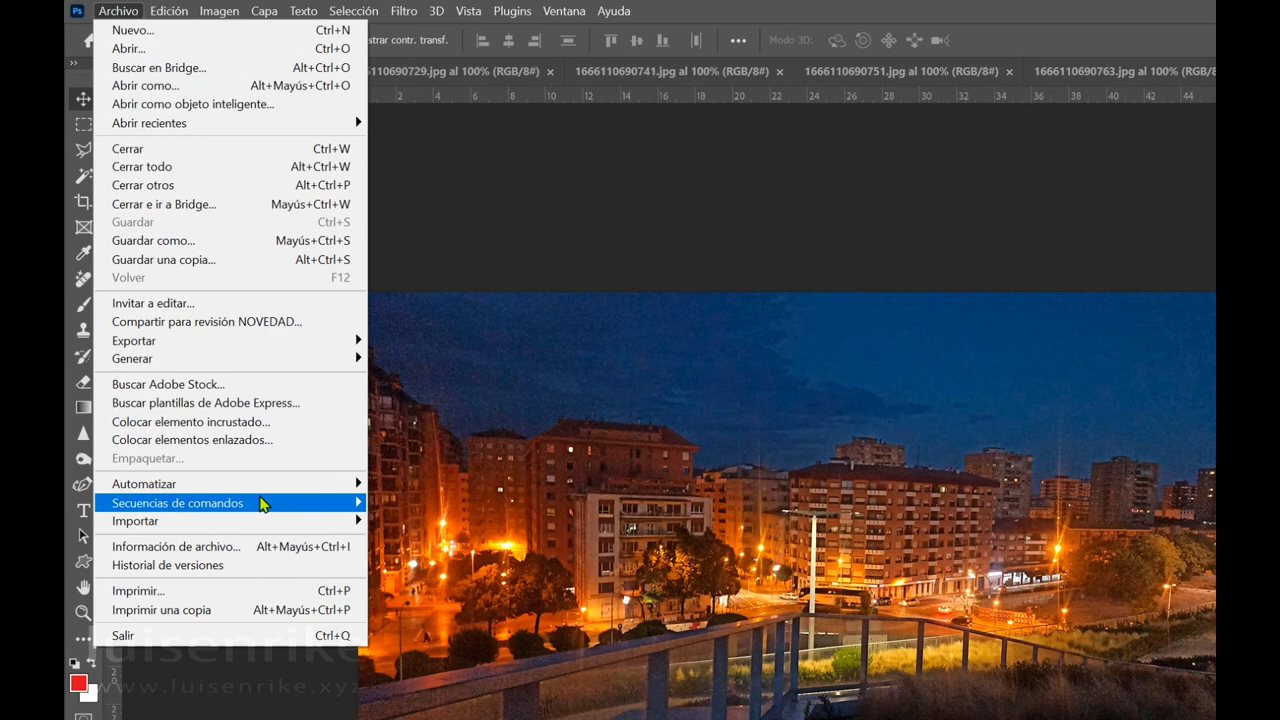 Ps Archivo Edición Imagen Capa Texto Selección Filtro 3D Vista Plugins Ventana Ayuda
strar contr. transf. Modo 3D:
110690729.jpg al 100% (RGB/8#) × 1666110690741.jpg al 100% (RGB/8#) × 1666110690751.jpg al 100% (RGB/8#) × 1666110690763.jpg al 100% (RGB/8
2 4 6 8 10 12 14 16 18 20 22 24 26 28 30 32 34 36 38 40 42 44
Nuevo... Ctrl+N
Abrir... Ctrl+O
Buscar en Bridge... Alt+Ctrl+O
Abrir como... Alt+Mayús+Ctrl+O
Abrir como objeto inteligente...
Abrir recientes
Cerrar Ctrl+W
Cerrar todo Alt+Ctrl+W
Cerrar otros Alt+Ctrl+P
Cerrar e ir a Bridge... Mayús+Ctrl+W
Guardar Ctrl+S
Guardar como... Mayús+Ctrl+S
Guardar una copia... Alt+Ctrl+S
Volver F12
Invitar a editar...
Compartir para revisión NOVEDAD...
Exportar
Generar
Buscar Adobe Stock...
Buscar plantillas de Adobe Express...
Colocar elemento incrustado...
Colocar elementos enlazados...
Empaquetar...
Automatizar
Secuencias de comandos
Importar
Información de archivo... Alt+Mayús+Ctrl+I
Historial de versiones
Imprimir... Ctrl+P
Imprimir una copia Alt+Mayús+Ctrl+P
Salir Ctrl+Q
luisenrike
www.luisenrike.xyz
2
0
2
2